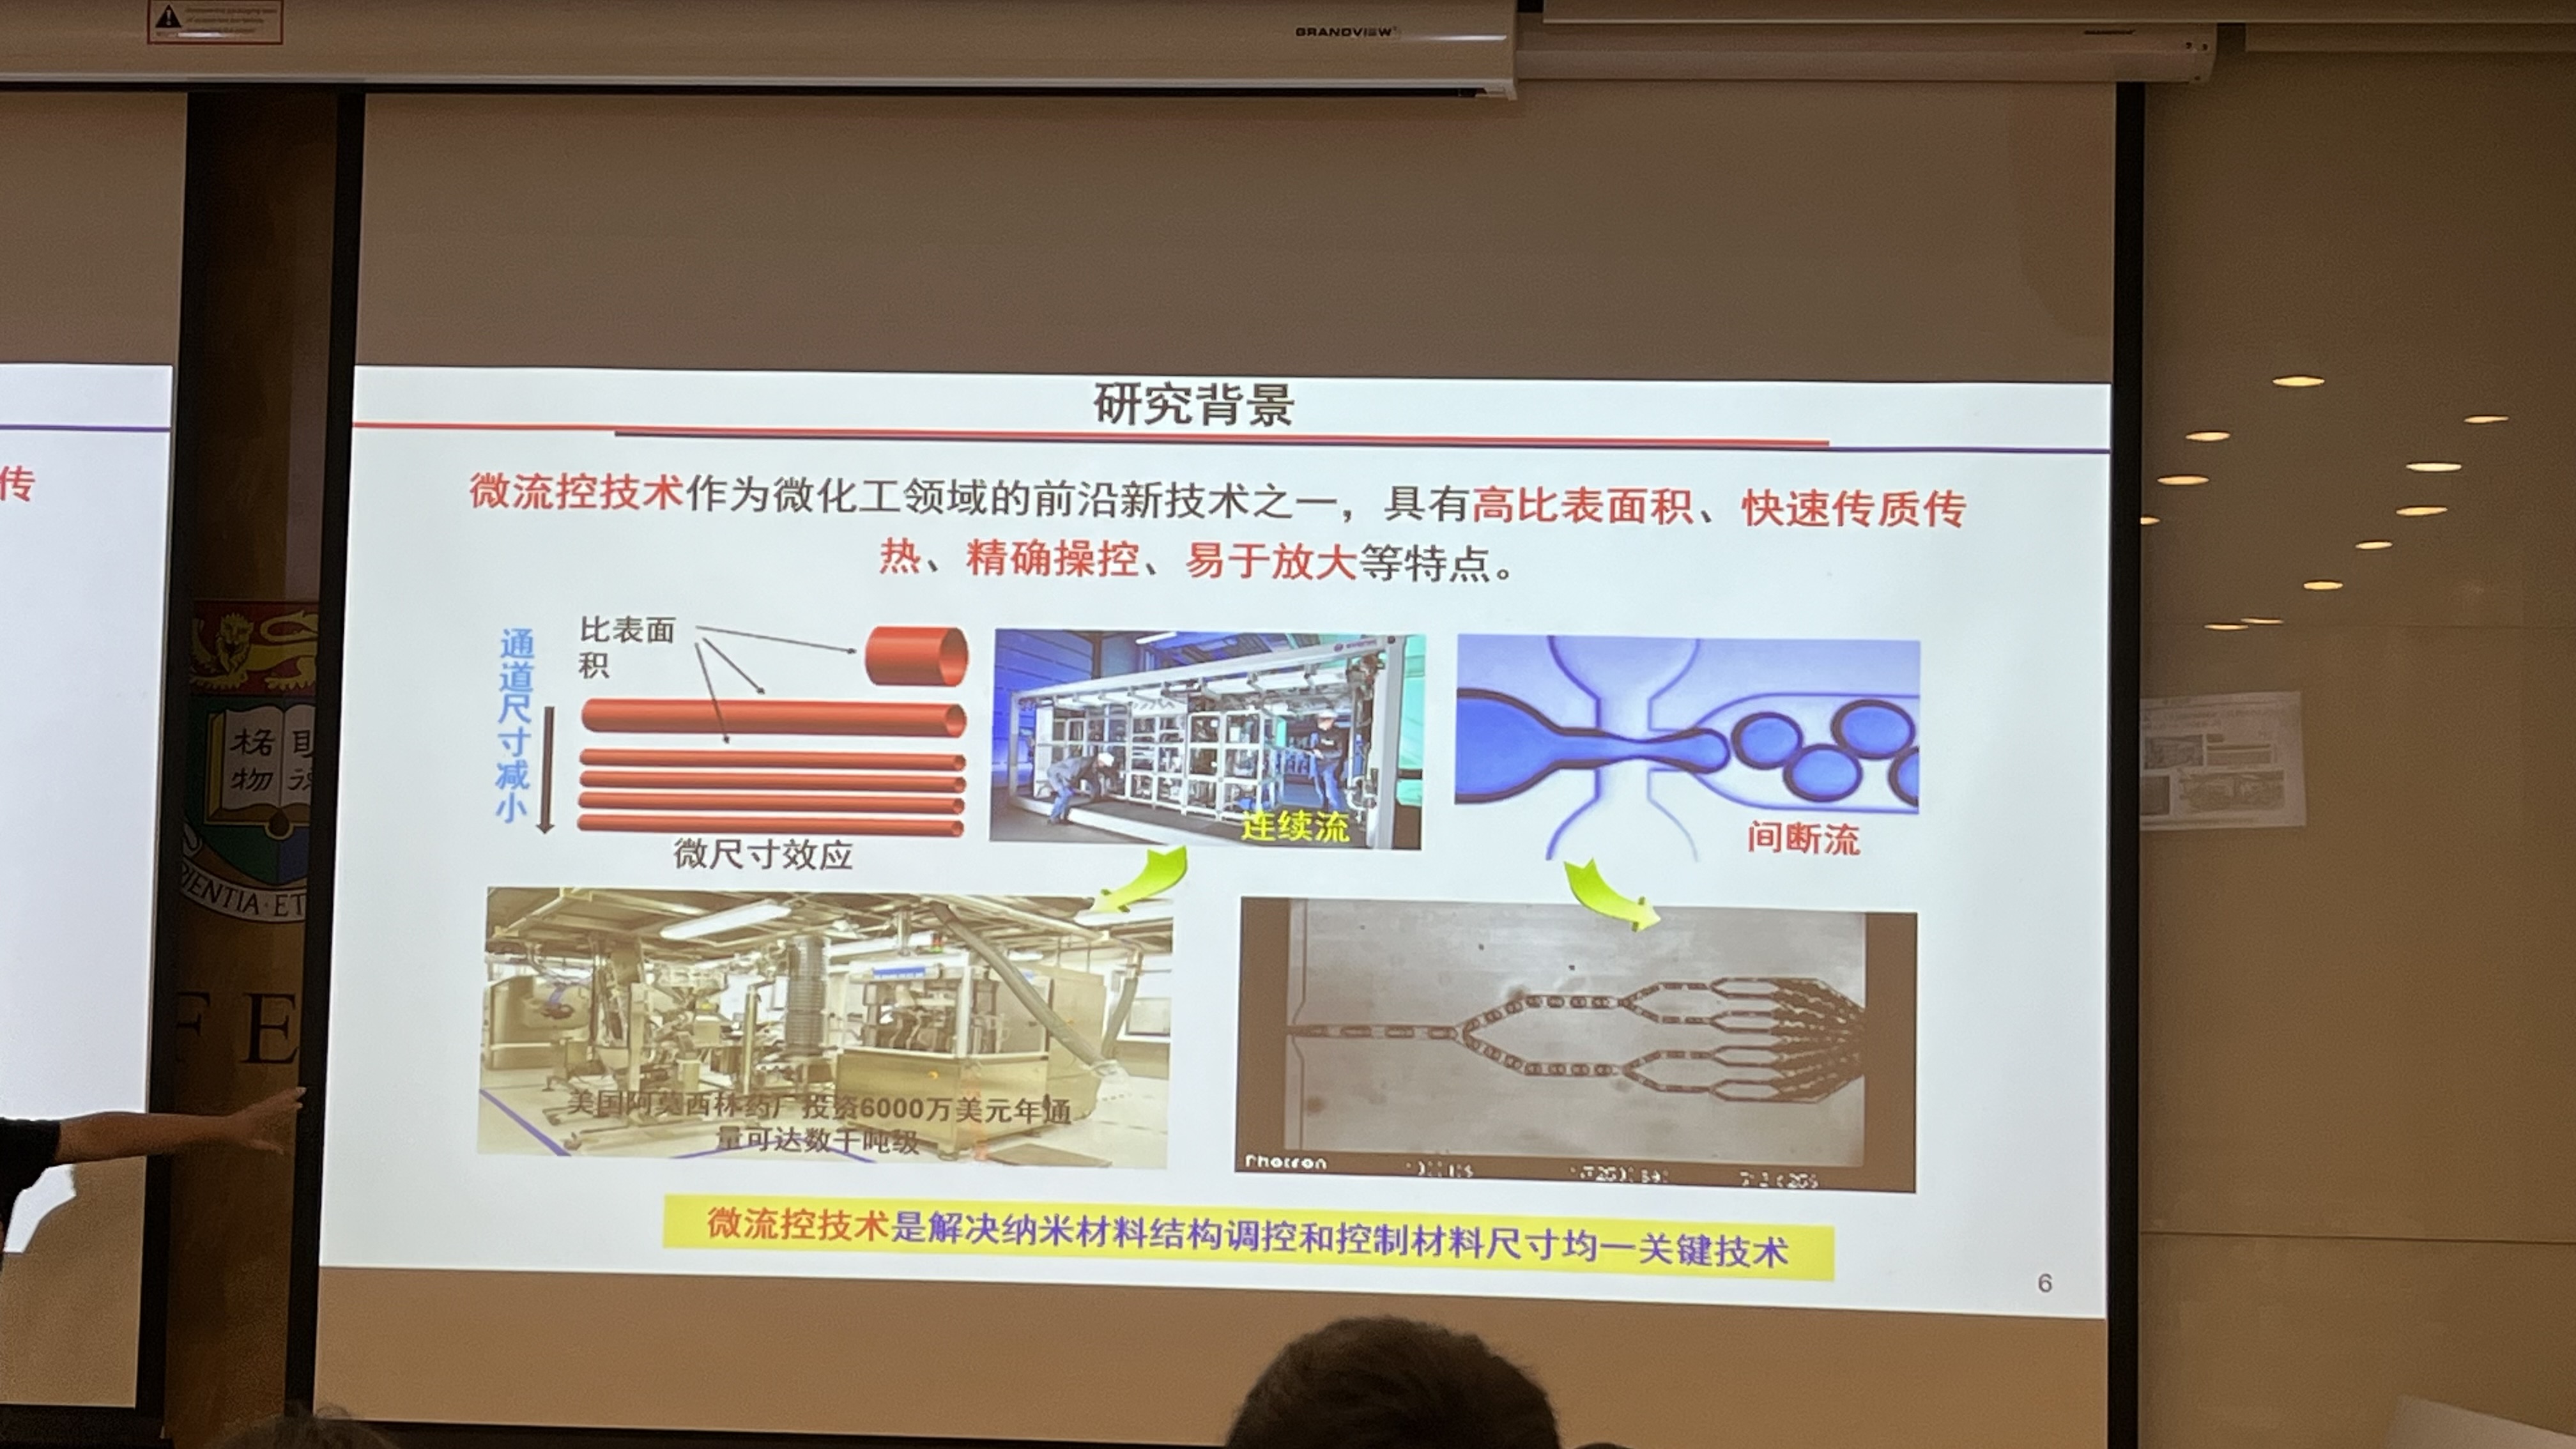 GRANDVIEW
研究背景
传
微流控技术作为微化工领域的前沿新技术之一，具有高比表面积、快速传质传
热、精确操控、易于放大等特点。
通道尺寸减小
比表面
积
微尺寸效应
连续流
间断流
格
物
ENTIA·ET
FE
美国阿莫西林药厂投资6000万美元年通
量可达数千吨级
Photron
微流控技术是解决纳米材料结构调控和控制材料尺寸均一关键技术
6